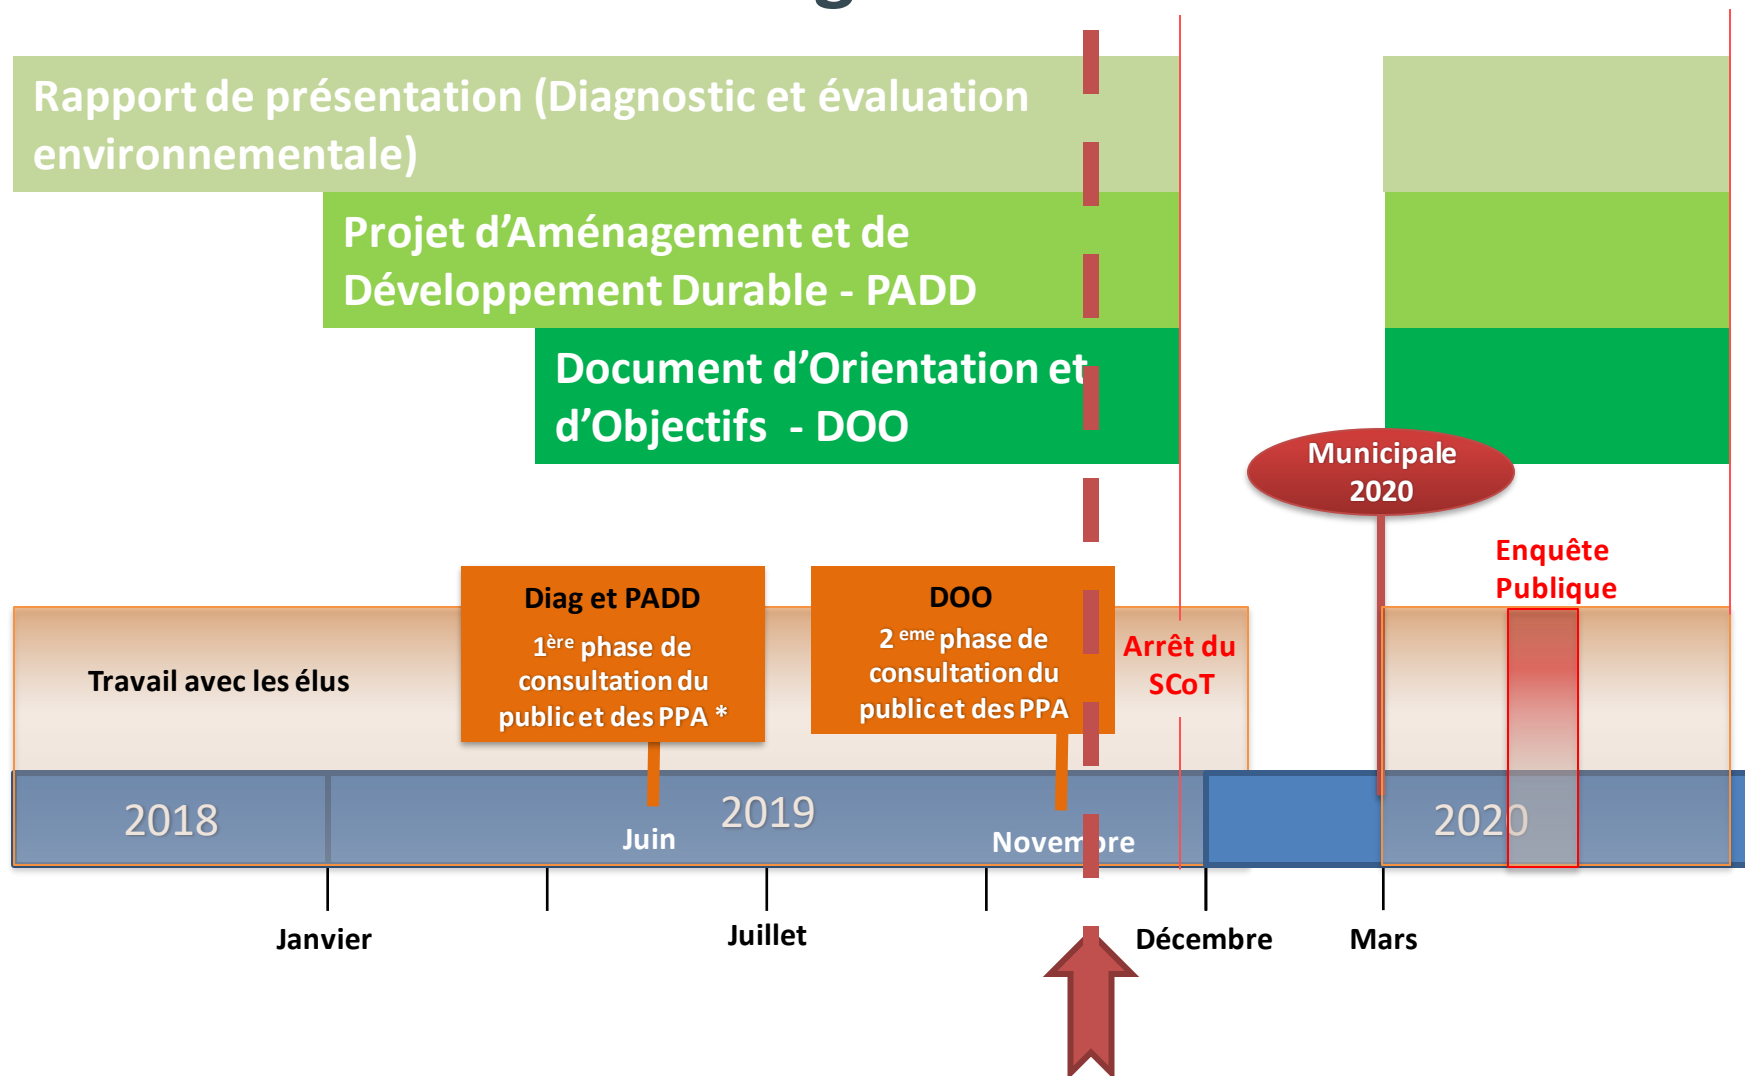 Rapport de présentation (Diagnostic et évaluation
environnementale)
Projet d’Aménagement et de
Développement Durable - PADD
Document d’Orientation et
d’Objectifs - DOO
Municipale
2020
Enquête
Publique
Diag et PADD
1ère phase de
consultation du
public et des PPA *
DOO
2 eme phase de
consultation du
public et des PPA
Arrêt du
SCoT
Travail avec les élus
2018
2019
2020
Juin
Novembre
Janvier
Juillet
Décembre
Mars